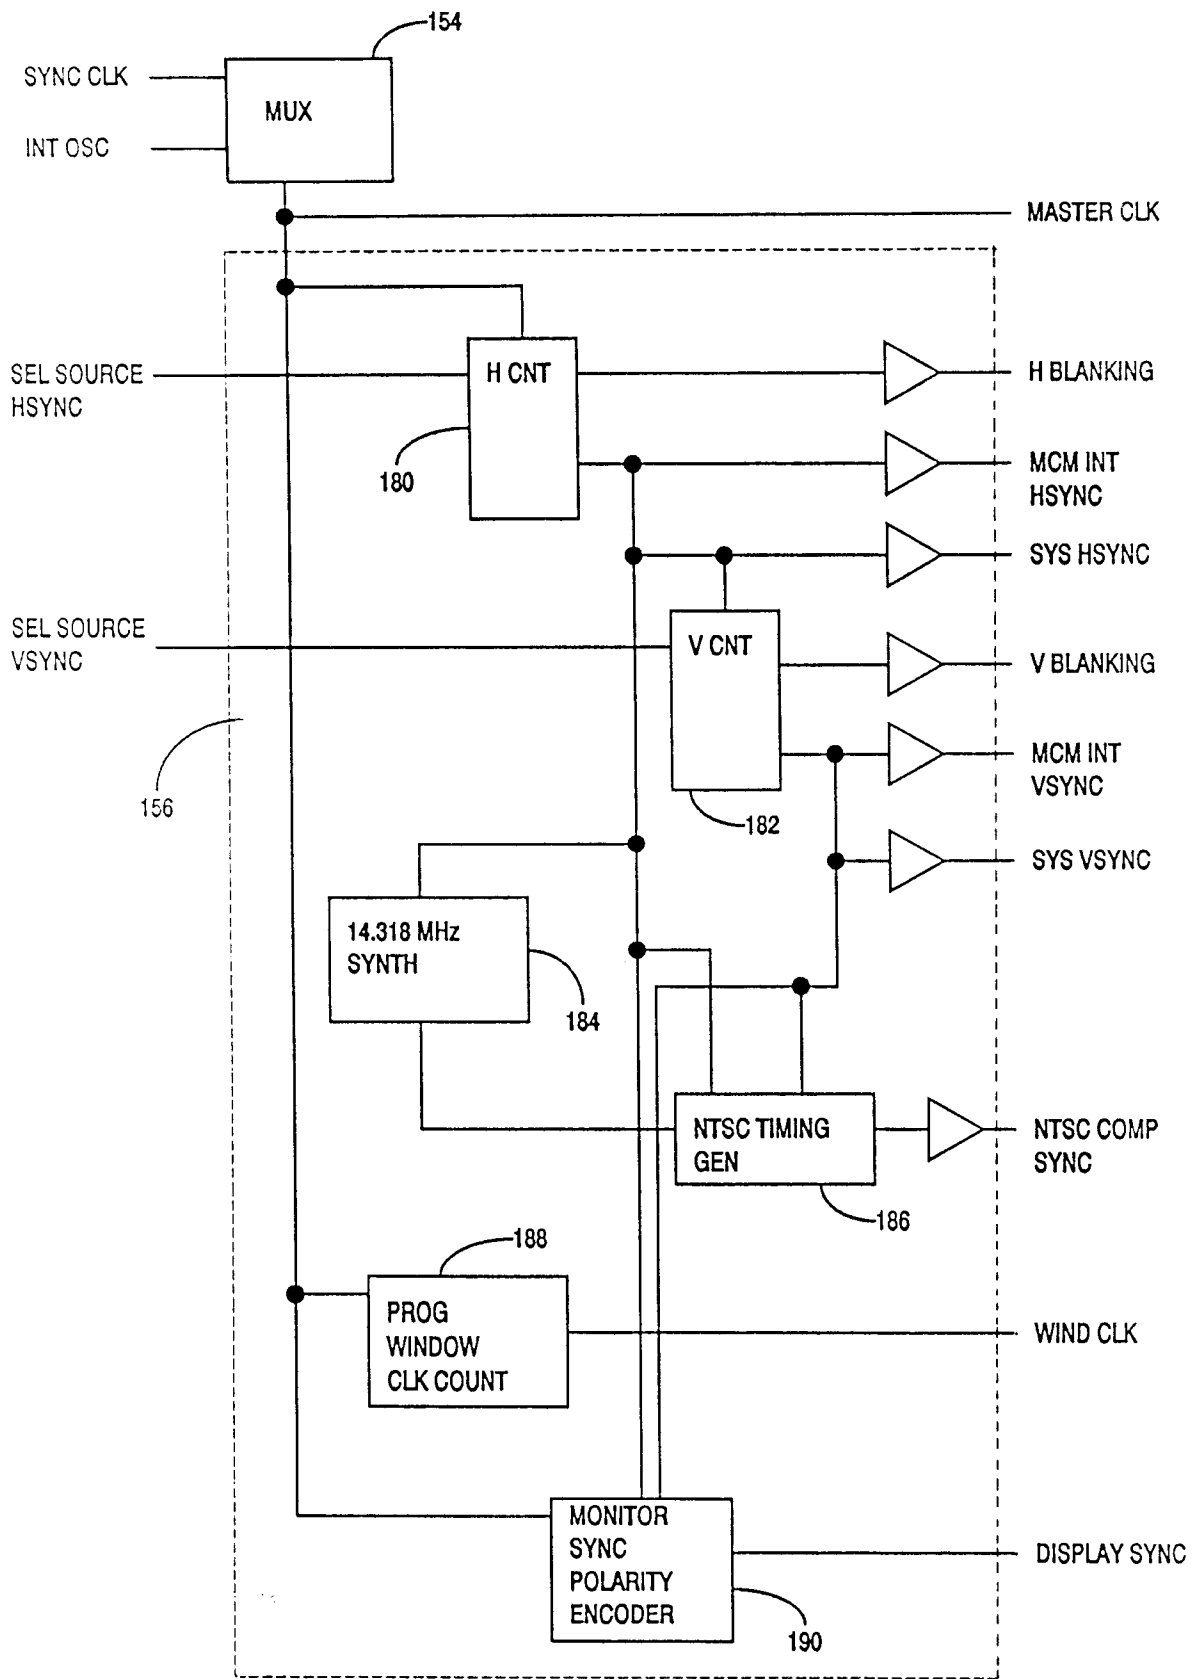 154
SYNC CLK
MUX
INT OSC
MASTER CLK
SEL SOURCE
HSYNC
H CNT
H BLANKING
180
MCM INT
HSYNC
SYS HSYNC
SEL SOURCE
VSYNC
V CNT
V BLANKING
MCM INT
VSYNC
156
182
SYS VSYNC
14.318 MHz
SYNTH
184
NTSC TIMING
GEN
NTSC COMP
SYNC
186
188
PROG
WINDOW
CLK COUNT
WIND CLK
MONITOR
SYNC
POLARITY
ENCODER
DISPLAY SYNC
190